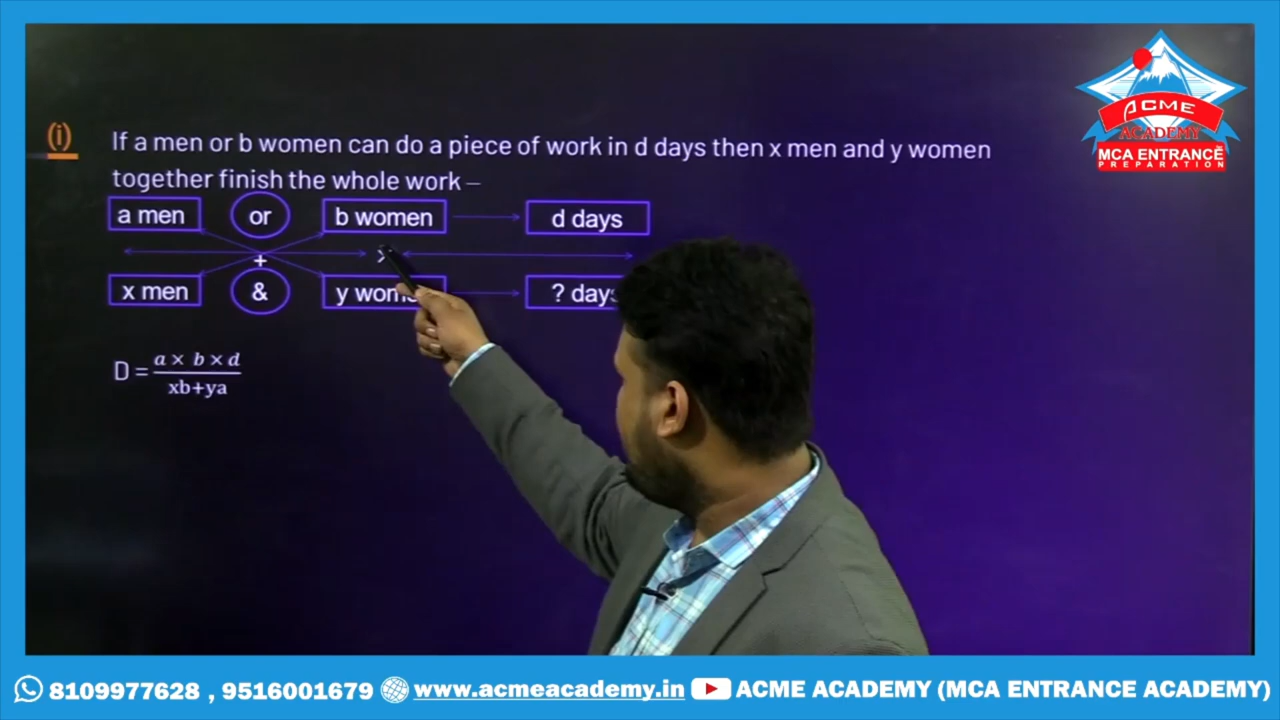 ACME
ACADEMY
MCA ENTRANCE
PREPARATION
(i) If a men or b women can do a piece of work in d days then x men and y women
together finish the whole work –
a men or b women d days
+ ×
x men & y wome ? days
D = a × b × d
xb+ya
8109977628 , 9516001679 www.acmeacademy.in ACME ACADEMY (MCA ENTRANCE ACADEMY)